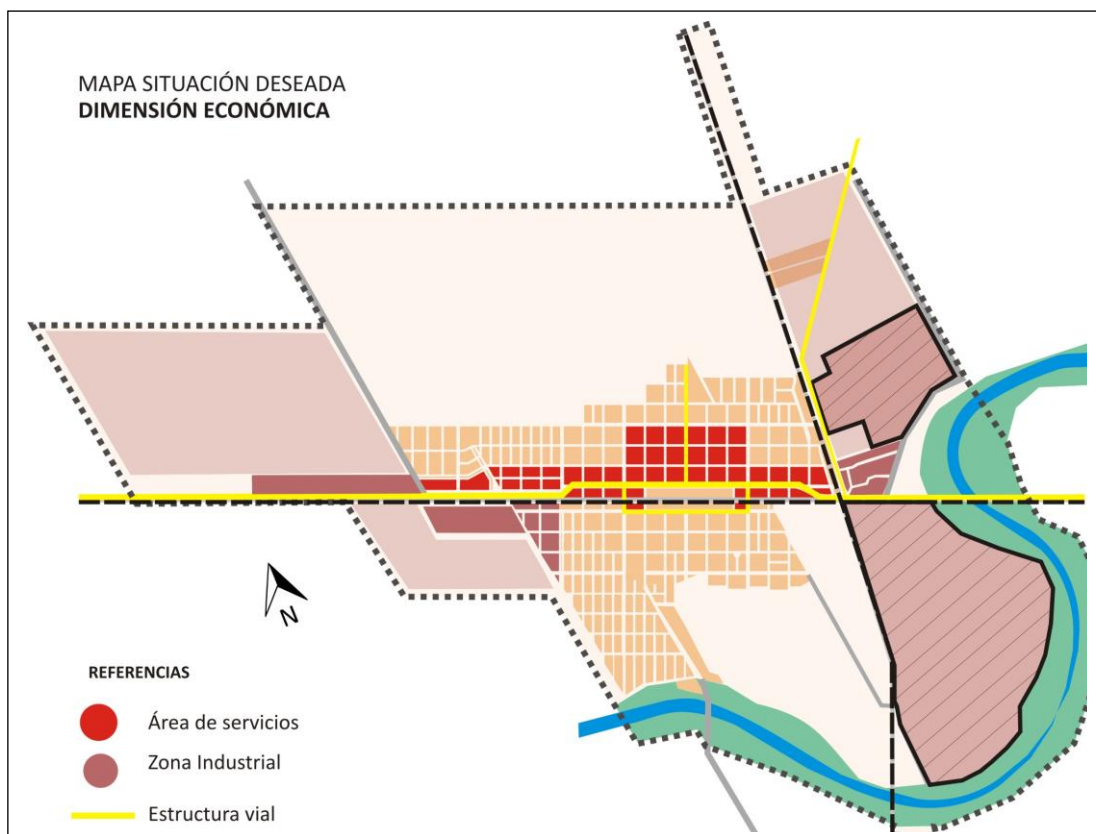 MAPA SITUACIÓN DESEADA
DIMENSIÓN ECONÓMICA
N
REFERENCIAS
Área de servicios
Zona Industrial
Estructura vial